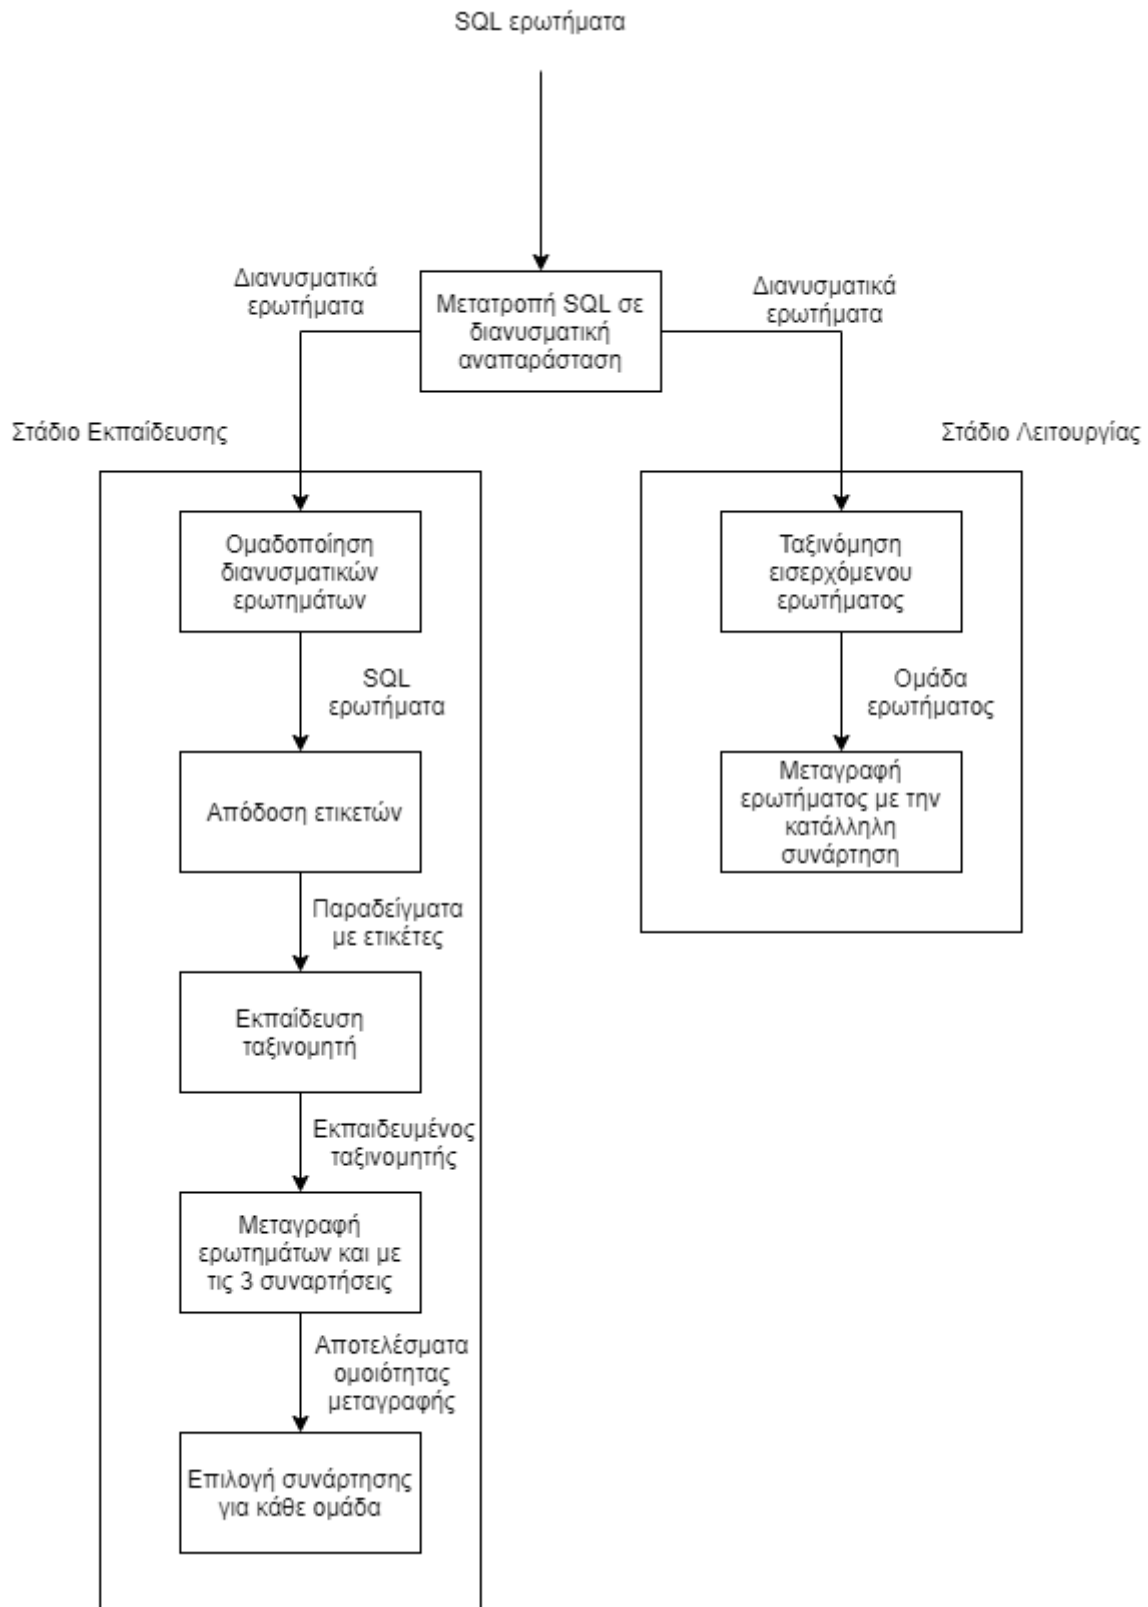 SQL ερωτήματα
Διανυσματικά
ερωτήματα
Μετατροπή SQL σε
διανυσματική
αναπαράσταση
Διανυσματικά
ερωτήματα
Στάδιο Εκπαίδευσης
Στάδιο Λειτουργίας
Ομαδοποίηση
διανυσματικών
ερωτημάτων
SQL
ερωτήματα
Απόδοση ετικετών
Παραδείγματα
με ετικέτες
Εκπαίδευση
ταξινομητή
Εκπαιδευμένος
ταξινομητής
Μεταγραφή
ερωτημάτων και με
τις 3 συναρτήσεις
Αποτελέσματα
ομοιότητας
μεταγραφής
Επιλογή συνάρτησης
για κάθε ομάδα
Ταξινόμηση
εισερχόμενου
ερωτήματος
Ομάδα
ερωτήματος
Μεταγραφή
ερωτήματος με την
κατάλληλη
συνάρτηση